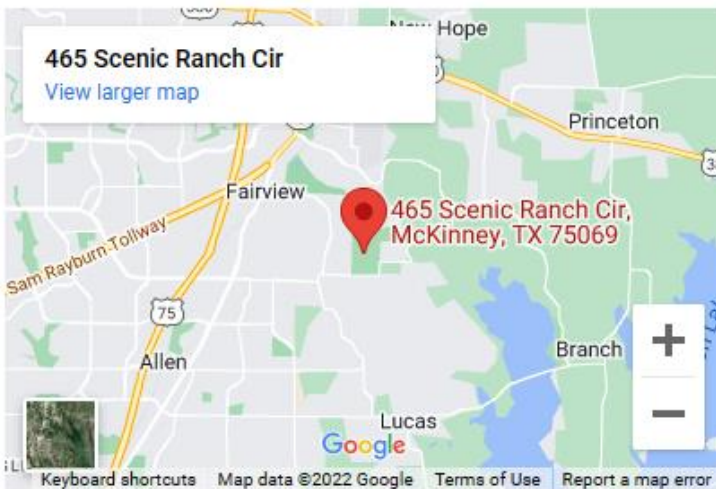 465 Scenic Ranch Cir
View larger map
New Hope
Princeton
Fairview
465 Scenic Ranch Cir,
McKinney, TX 75069
Sam Rayburn Tollway
75
Allen
Branch
Lucas
+
−
Google
Keyboard shortcuts
Map data ©2022 Google
Terms of Use
Report a map error